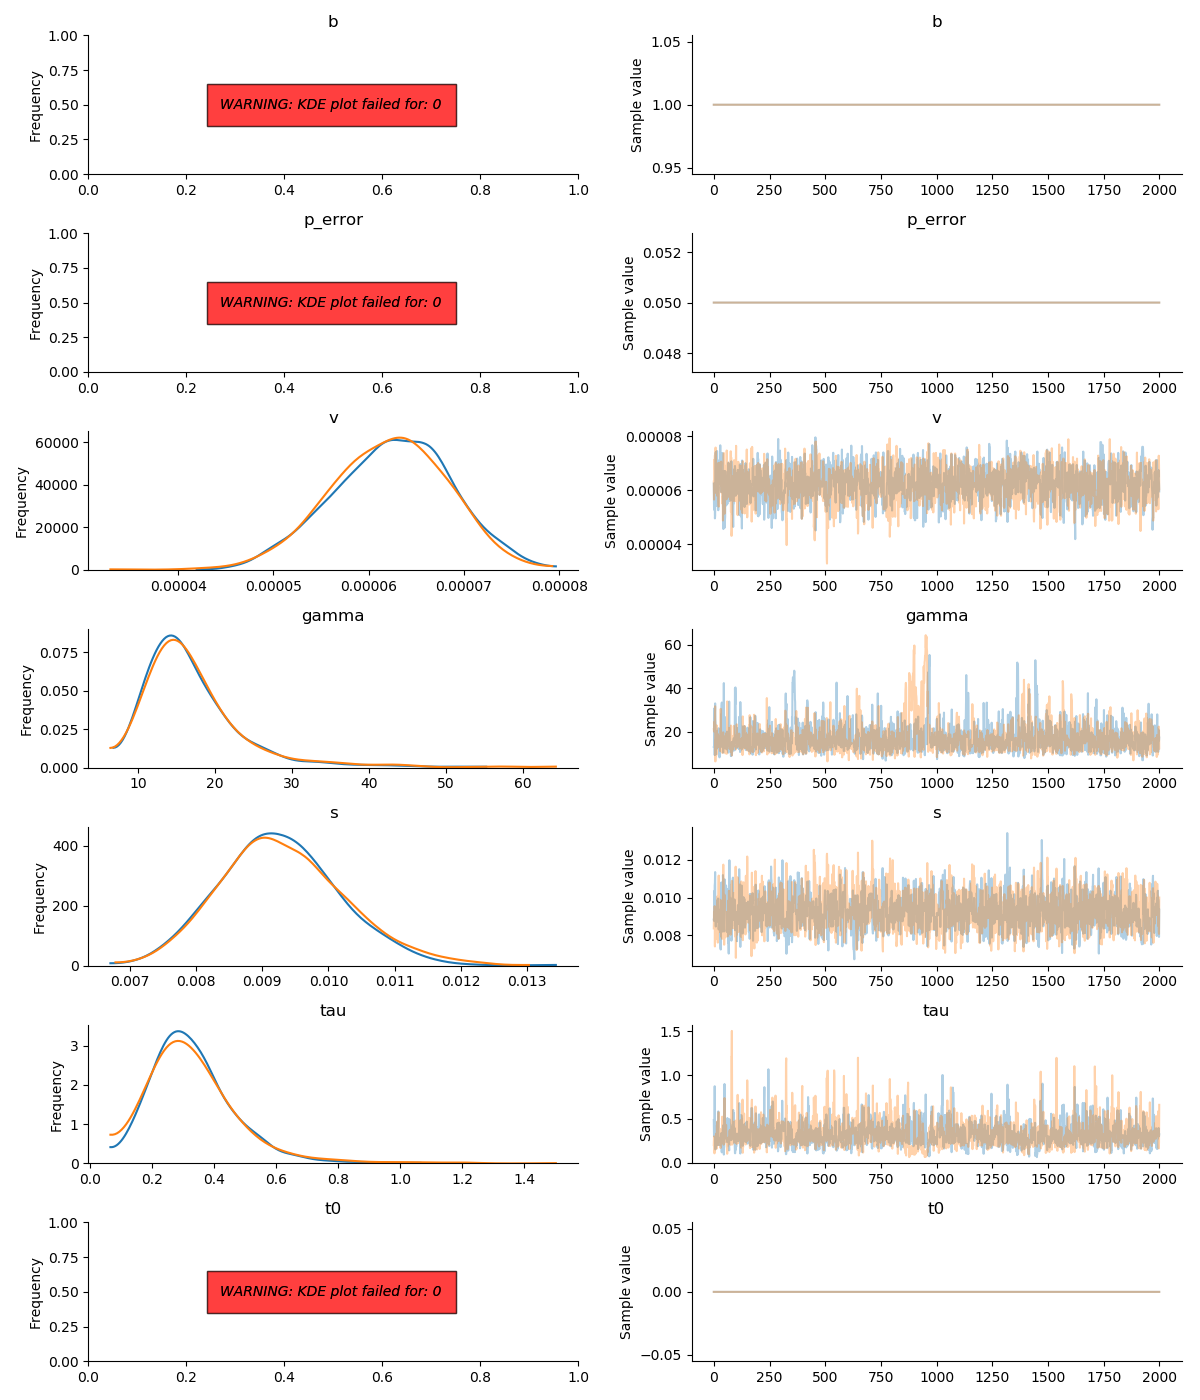 b
1.00
0.75
0.50
0.25
0.00
Frequency
WARNING: KDE plot failed for: 0
0.0 0.2 0.4 0.6 0.8 1.0
b
1.05
1.00
0.95
Sample value
0 250 500 750 1000 1250 1500 1750 2000
p_error
1.00
0.75
0.50
0.25
0.00
Frequency
WARNING: KDE plot failed for: 0
0.0 0.2 0.4 0.6 0.8 1.0
p_error
0.052
0.050
0.048
Sample value
0 250 500 750 1000 1250 1500 1750 2000
v
60000
40000
20000
0
Frequency
0.00004 0.00005 0.00006 0.00007 0.00008
v
0.00008
0.00006
0.00004
Sample value
0 250 500 750 1000 1250 1500 1750 2000
gamma
0.075
0.050
0.025
0.000
Frequency
10 20 30 40 50 60
gamma
60
40
20
Sample value
0 250 500 750 1000 1250 1500 1750 2000
s
400
200
0
Frequency
0.007 0.008 0.009 0.010 0.011 0.012 0.013
s
0.012
0.010
0.008
Sample value
0 250 500 750 1000 1250 1500 1750 2000
tau
3
2
1
0
Frequency
0.0 0.2 0.4 0.6 0.8 1.0 1.2 1.4
tau
1.5
1.0
0.5
0.0
Sample value
0 250 500 750 1000 1250 1500 1750 2000
t0
1.00
0.75
0.50
0.25
0.00
Frequency
WARNING: KDE plot failed for: 0
0.0 0.2 0.4 0.6 0.8 1.0
t0
0.05
0.00
−0.05
Sample value
0 250 500 750 1000 1250 1500 1750 2000